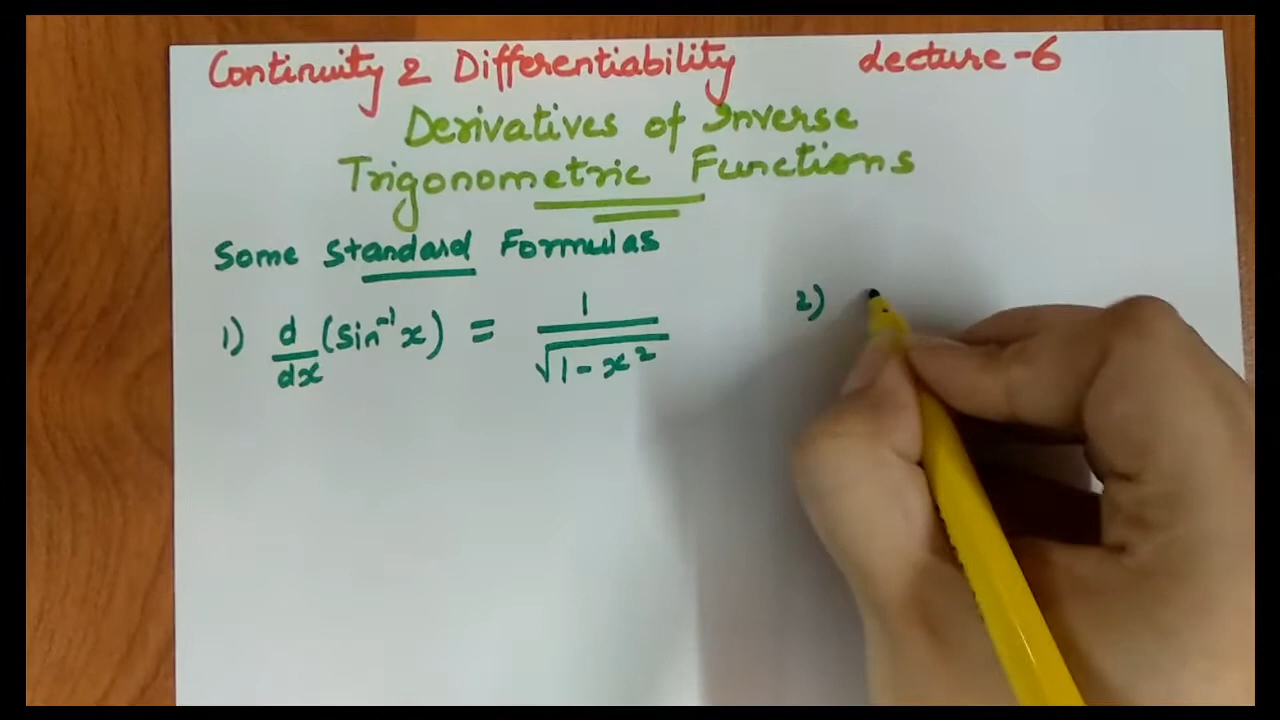 Continuity & Differentiability Lecture-6
Derivatives of Inverse
Trigonometric Functions
Some Standard Formulas
1) d/dx (sin⁻¹x) = 1/√(1-x²) 2)